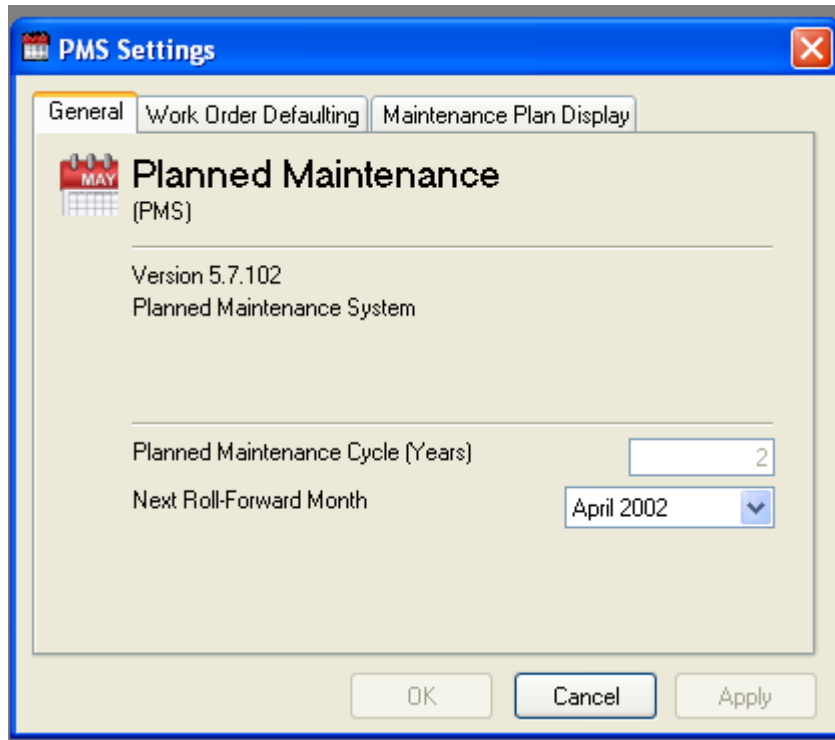 PMS Settings
General Work Order Defaulting Maintenance Plan Display
MAY Planned Maintenance
(PMS)
Version 5.7.102
Planned Maintenance System
Planned Maintenance Cycle (Years) 2
Next Roll-Forward Month April 2002
OK Cancel Apply